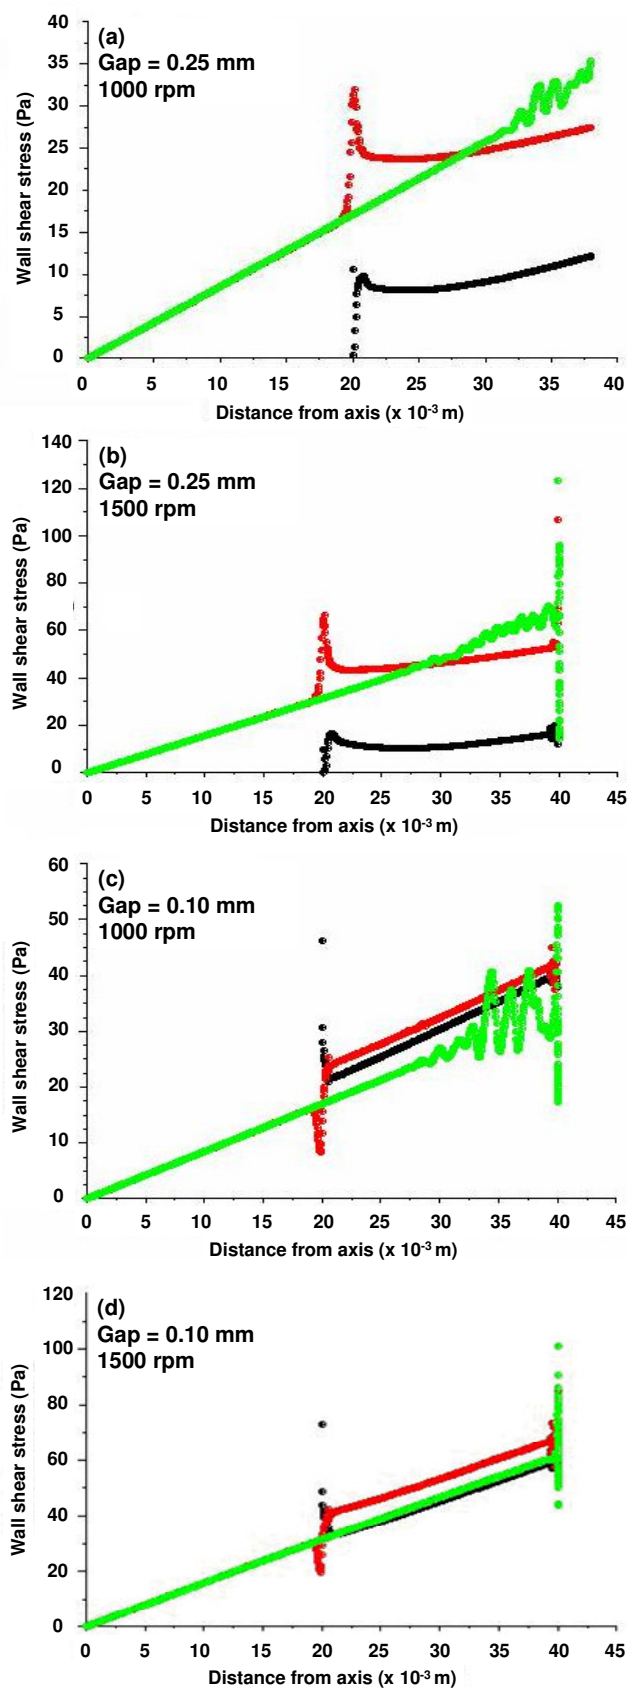 40
(a)
Gap = 0.25 mm
1000 rpm
35
30
25
20
15
10
5
0
Wall shear stress (Pa)
0 5 10 15 20 25 30 35 40
Distance from axis (x 10⁻³ m)
140
(b)
Gap = 0.25 mm
1500 rpm
120
100
80
60
40
20
0
Wall shear stress (Pa)
0 5 10 15 20 25 30 35 40 45
Distance from axis (x 10⁻³ m)
60
(c)
Gap = 0.10 mm
1000 rpm
50
40
30
20
10
0
Wall shear stress (Pa)
0 5 10 15 20 25 30 35 40 45
Distance from axis (x 10⁻³ m)
120
(d)
Gap = 0.10 mm
1500 rpm
100
80
60
40
20
0
Wall shear stress (Pa)
0 5 10 15 20 25 30 35 40 45
Distance from axis (x 10⁻³ m)